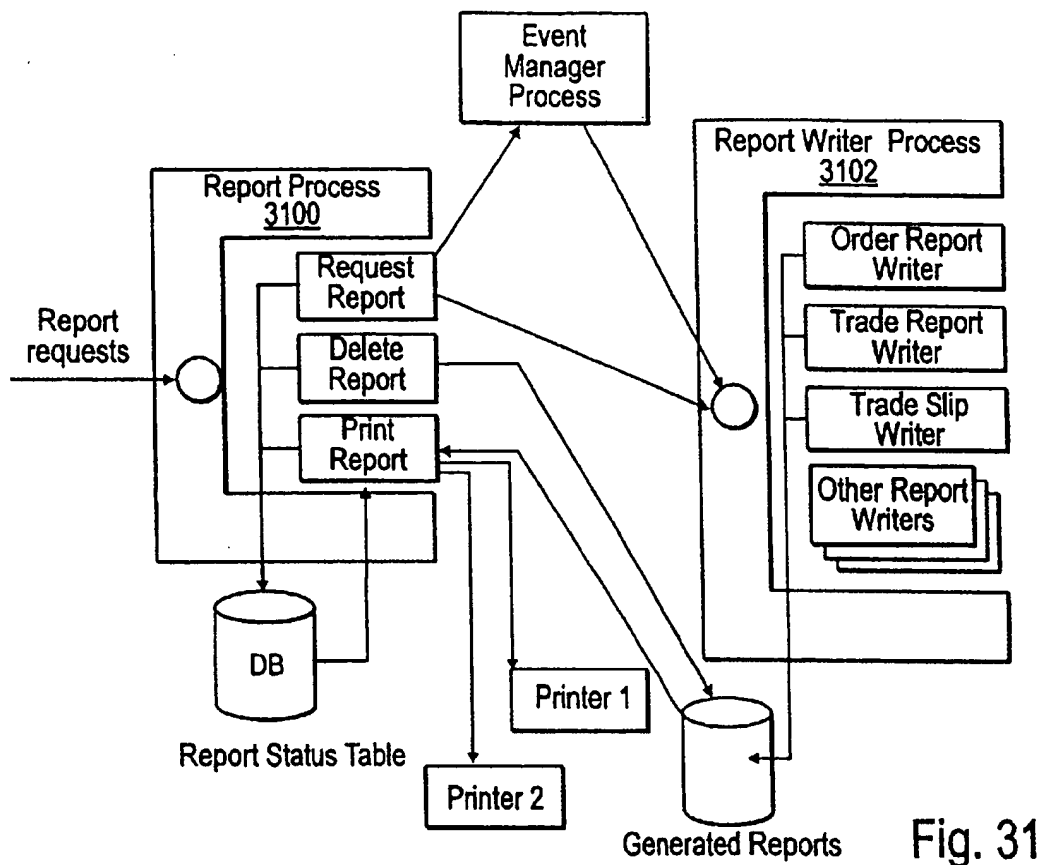 Event
Manager
Process
Report Writer Process
3102
Report Process
3100
Order Report
Writer
Request
Report
Report
requests
Trade Report
Writer
Delete
Report
Trade Slip
Writer
Print
Report
Other Report
Writers
DB
Printer 1
Report Status Table
Printer 2
Generated Reports
Fig. 31